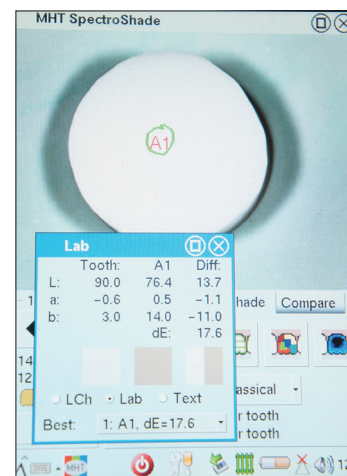 MHT SpectroShade
A1
Lab
Tooth: A1 Diff:
L: 90.0 76.4 13.7
a: -0.6 0.5 -1.1
b: 3.0 14.0 -11.0
dE: 17.6
hade Compare
LCh Lab Text
assical
Best: 1: A1, dE=17.6
r tooth
r tooth
14
12
MHT